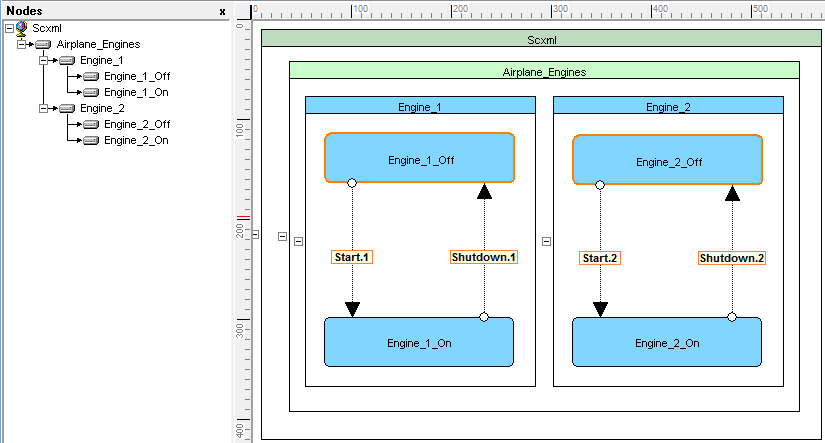 Nodes x
Scxml
Airplane_Engines
Engine_1
Engine_1_Off
Engine_1_On
Engine_2
Engine_2_Off
Engine_2_On
0 100 200 300 400 500
0
100
200
300
400
Scxml
Airplane_Engines
Engine_1
Engine_1_Off
Start.1
Shutdown.1
Engine_1_On
Engine_2
Engine_2_Off
Start.2
Shutdown.2
Engine_2_On